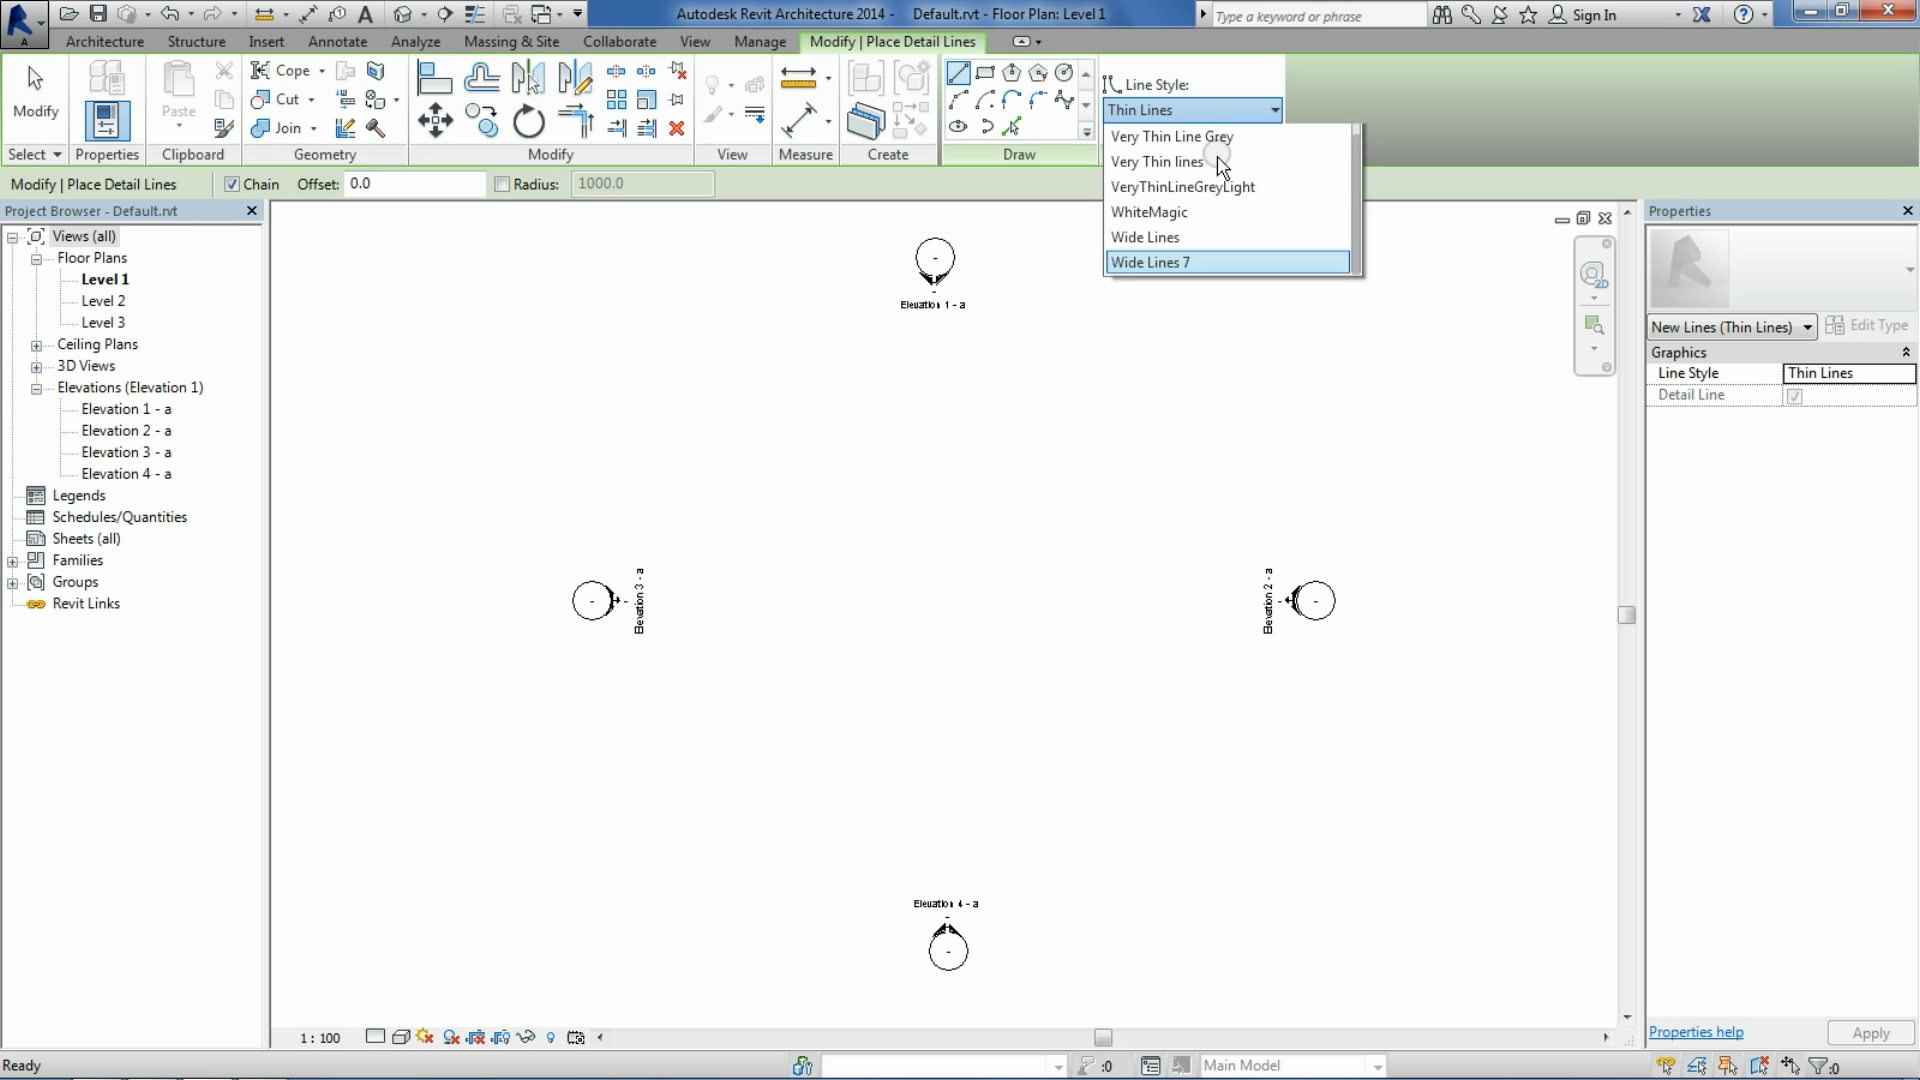 Autodesk Revit Architecture 2014 -     Default.rvt - Floor Plan: Level 1
Type a keyword or phrase
Sign In
Architecture
Structure
Insert
Annotate
Analyze
Massing & Site
Collaborate
View
Manage
Modify | Place Detail Lines
Modify
Paste
Cope
Cut
Join
Line Style:
Thin Lines
Select
Properties
Clipboard
Geometry
Modify
View
Measure
Create
Draw
Very Thin Line Grey
Very Thin lines
VeryThinLineGreyLight
WhiteMagic
Wide Lines
Wide Lines 7
Modify | Place Detail Lines
Chain
Offset: 0.0
Radius: 1000.0
Project Browser - Default.rvt
Views (all)
Floor Plans
Level 1
Level 2
Level 3
Ceiling Plans
3D Views
Elevations (Elevation 1)
Elevation 1 - a
Elevation 2 - a
Elevation 3 - a
Elevation 4 - a
Legends
Schedules/Quantities
Sheets (all)
Families
Groups
Revit Links
Elevation 1 - a
Elevation 3 - a
Elevation 2 - a
Elevation 4 - a
2D
Properties
New Lines (Thin Lines)
Edit Type
Graphics
Line Style
Thin Lines
Detail Line
Properties help
Apply
1 : 100
Ready
:0
Main Model
:0